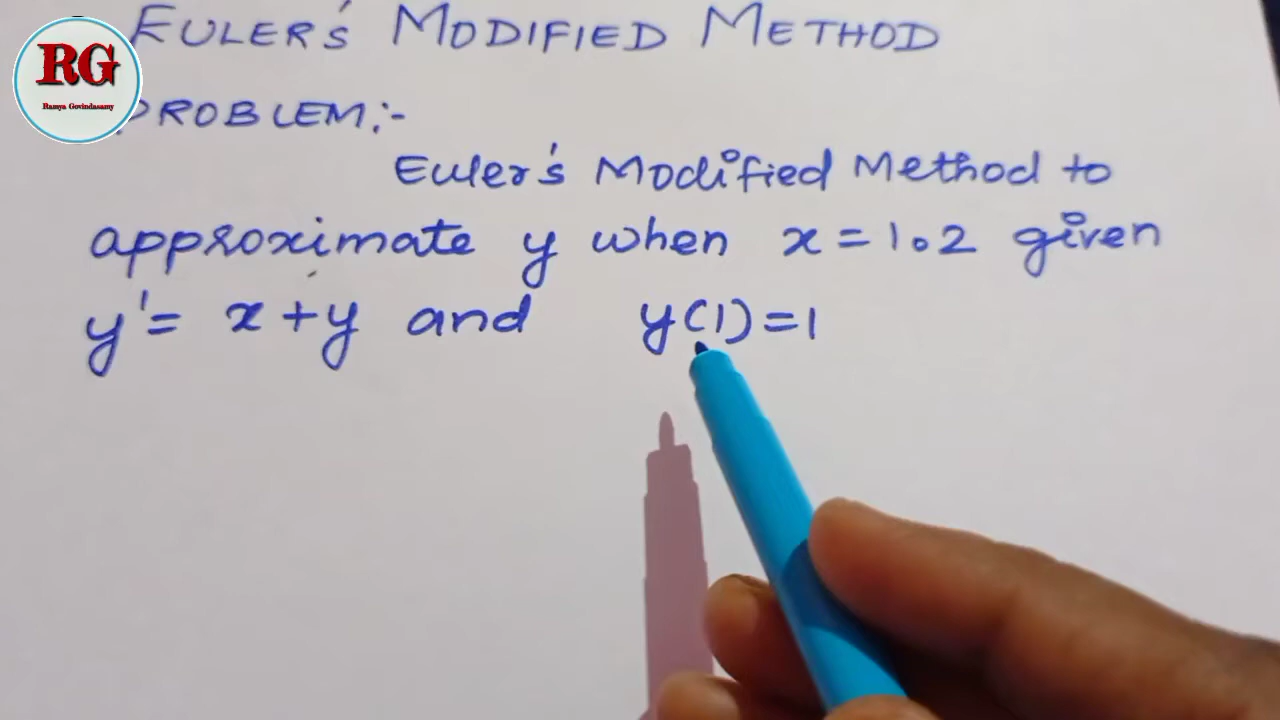 RG
Ramya Govindasamy
EULER'S MODIFIED METHOD
PROBLEM:-
Euler's Modified Method to
approximate y when x=1.2 given
y'= x+y and y(1)=1